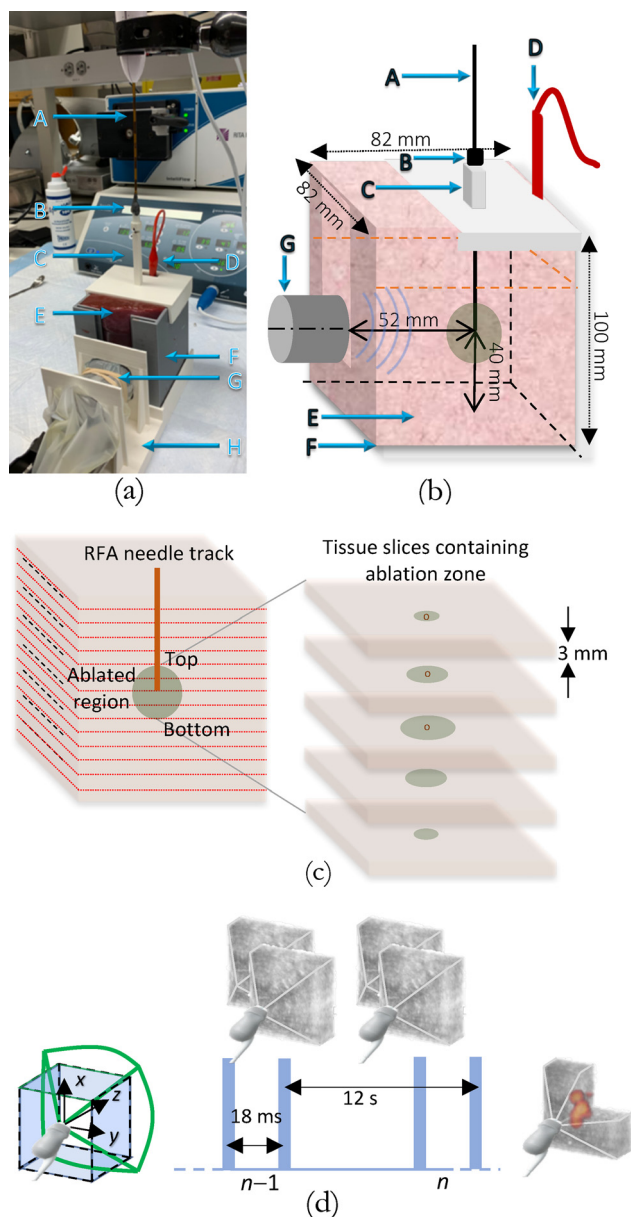 A
B
C
D
E
F
G
H
(a)
A
D
82 mm
B
C
82 mm
G
52 mm
40 mm
100 mm
E
F
(b)
RFA needle track
Top
Ablated
region
Bottom
Tissue slices containing
ablation zone
3 mm
(c)
x
z
y
18 ms
12 s
n−1
n
(d)